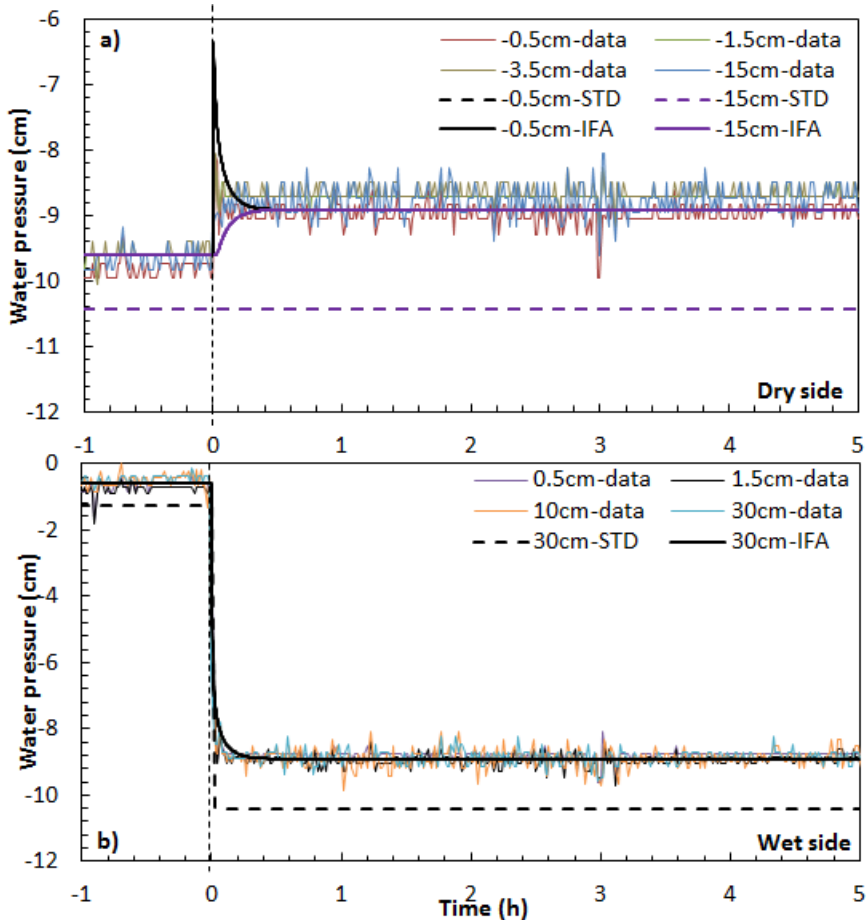 -6
a)
-0.5cm-data -1.5cm-data
-7
-3.5cm-data -15cm-data
-0.5cm-STD -15cm-STD
-8
-0.5cm-IFA -15cm-IFA
-9
Water pressure (cm)
-10
-11
Dry side
-12
-1 0 1 2 3 4 5
0
0.5cm-data 1.5cm-data
10cm-data 30cm-data
-2
30cm-STD 30cm-IFA
-4
Water pressure (cm)
-6
-8
-10
b) Wet side
-12
-1 0 1 2 3 4 5
Time (h)